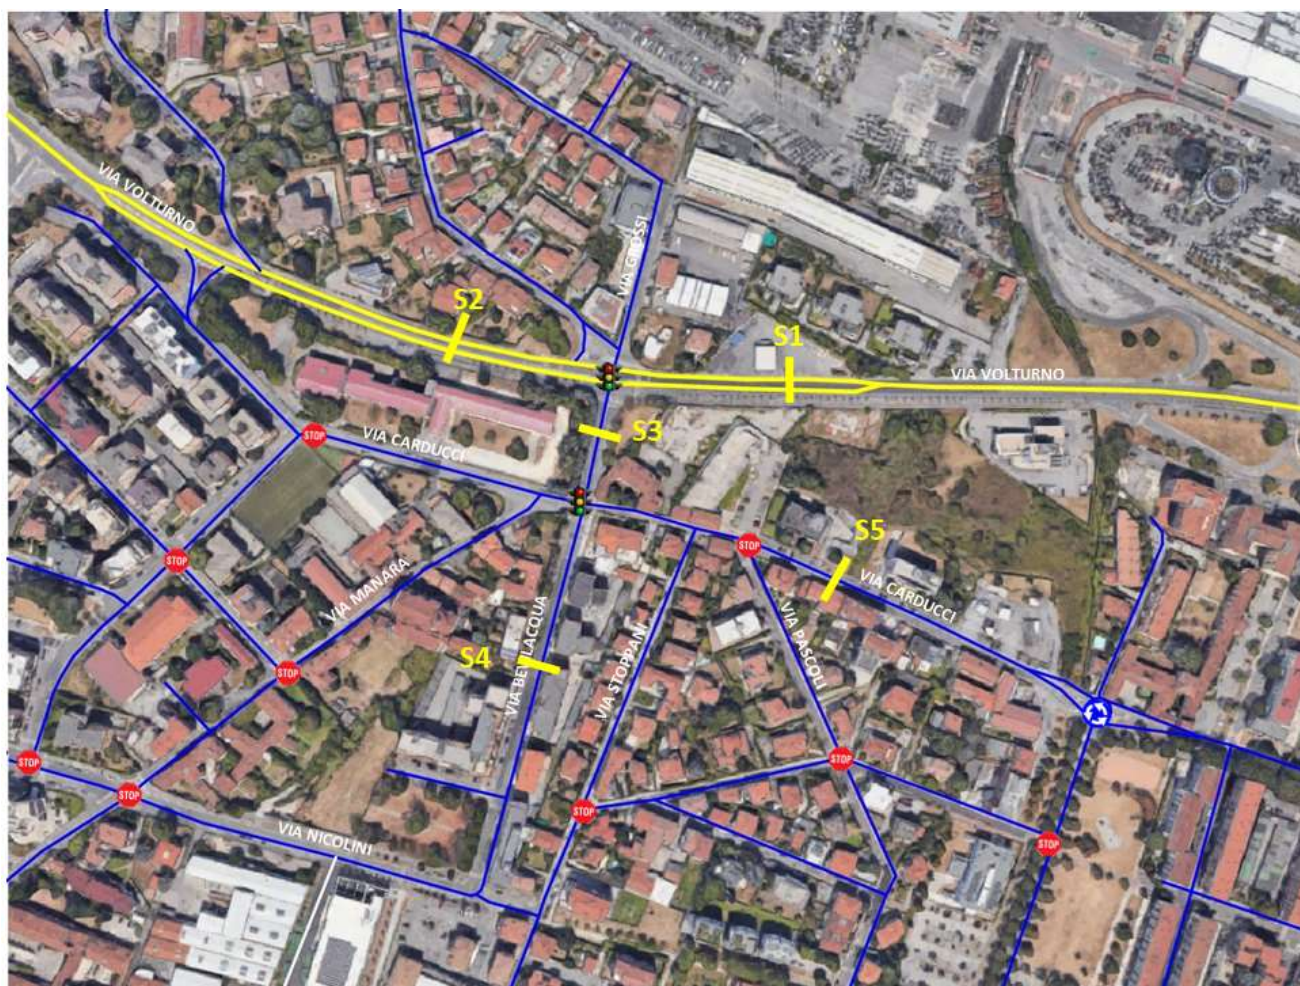 VIA VOLTURNO
VIA GROSSI
S2
S1
VIA VOLTURNO
S3
VIA CARDUCCI
STOP
S5
STOP
STOP
VIA MANARA
VIA CARDUCCI
VIA BEVILACQUA
VIA STOPPANI
VIA PASCOLI
S4
STOP
STOP
STOP
STOP
STOP
STOP
VIA NICOLINI